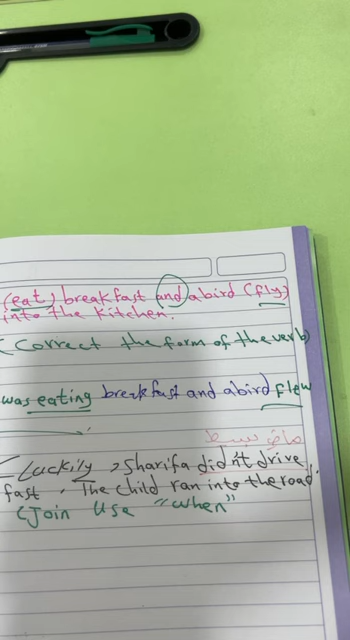 (eat) breakfast and a bird (fly)
into the kitchen.
(Correct the form of the verb)
was eating breakfast and a bird flew
ماضي بسيط
Luckily, Sharifa didn't drive
fast. The child ran into the road.
(Join Use "when"